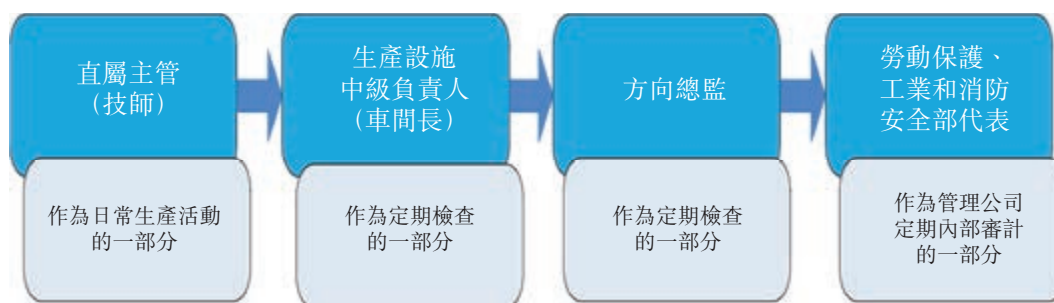 直屬主管
(技師)
作為日常生產活動
的一部分
生產設施
中級負責人
(車間長)
作為定期檢查
的一部分
方向總監
作為定期檢查
的一部分
勞動保護、
工業和消防
安全部代表
作為管理公司
定期內部審計
的一部分